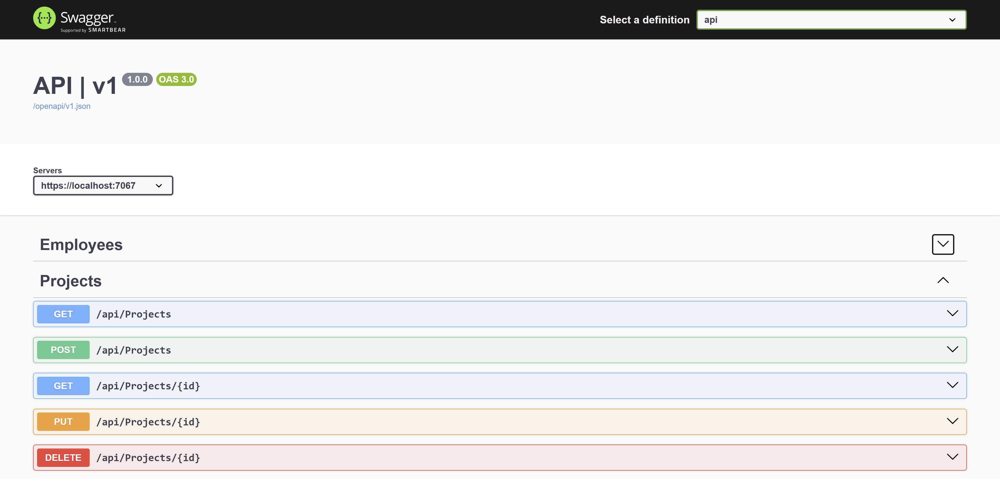 Swagger™
Supported by SMARTBEAR
Select a definition
api
API | v1 1.0.0 OAS 3.0
/openapi/v1.json
Servers
https://localhost:7067
Employees
Projects
GET /api/Projects
POST /api/Projects
GET /api/Projects/{id}
PUT /api/Projects/{id}
DELETE /api/Projects/{id}